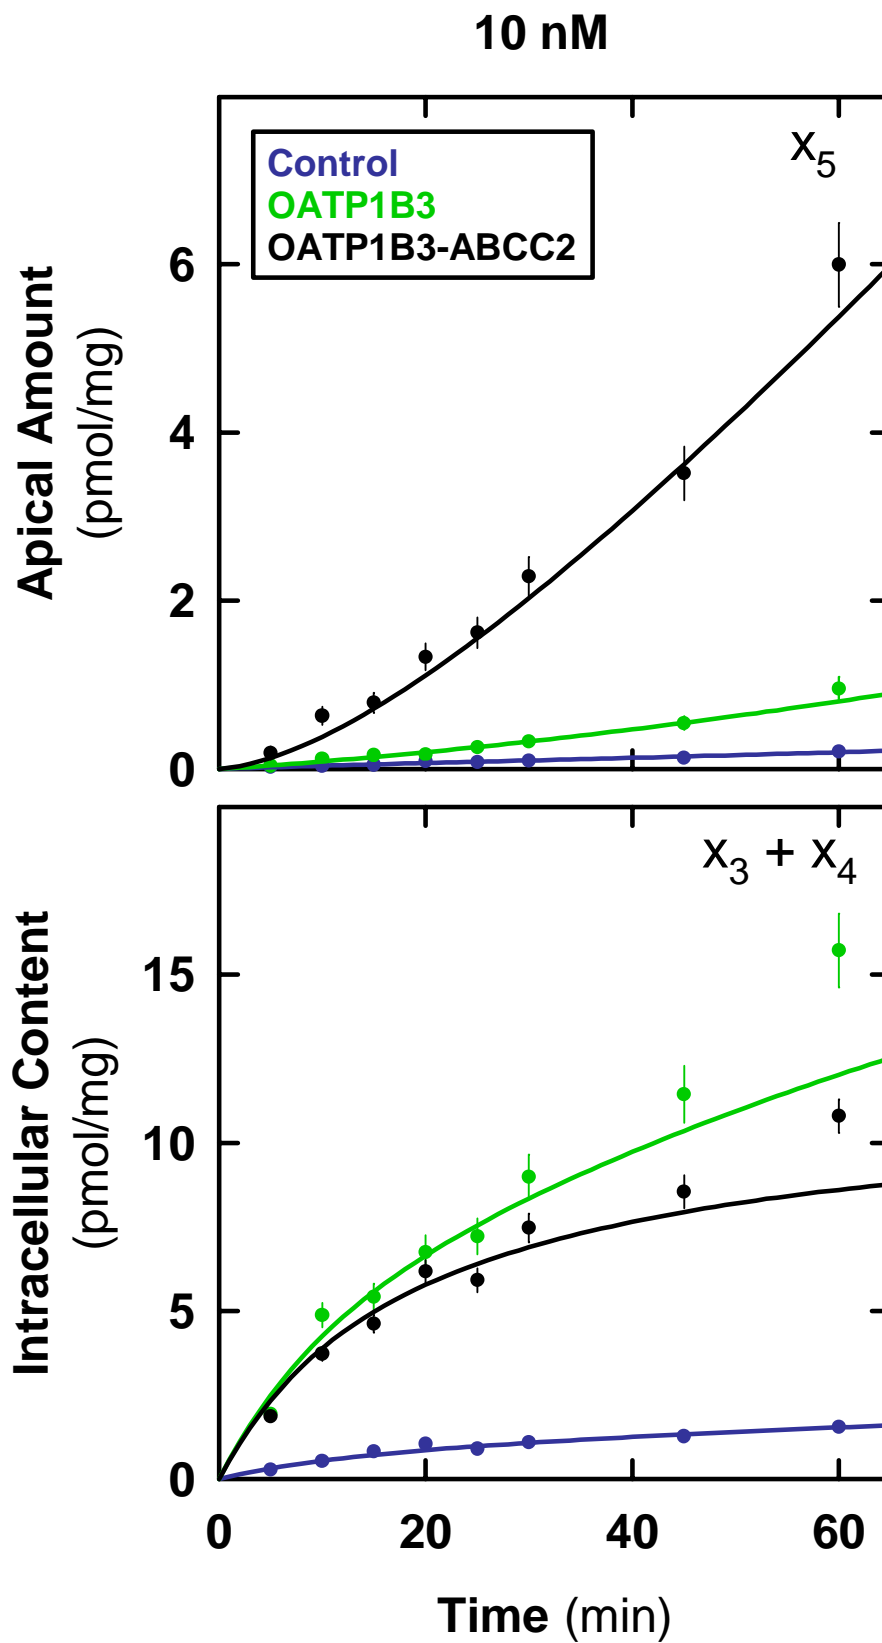 10 nM
x5
Control
OATP1B3
OATP1B3-ABCC2
Apical Amount
(pmol/mg)
6
4
2
0
x3 + x4
Intracellular Content
(pmol/mg)
15
10
5
0
0 20 40 60
Time (min)